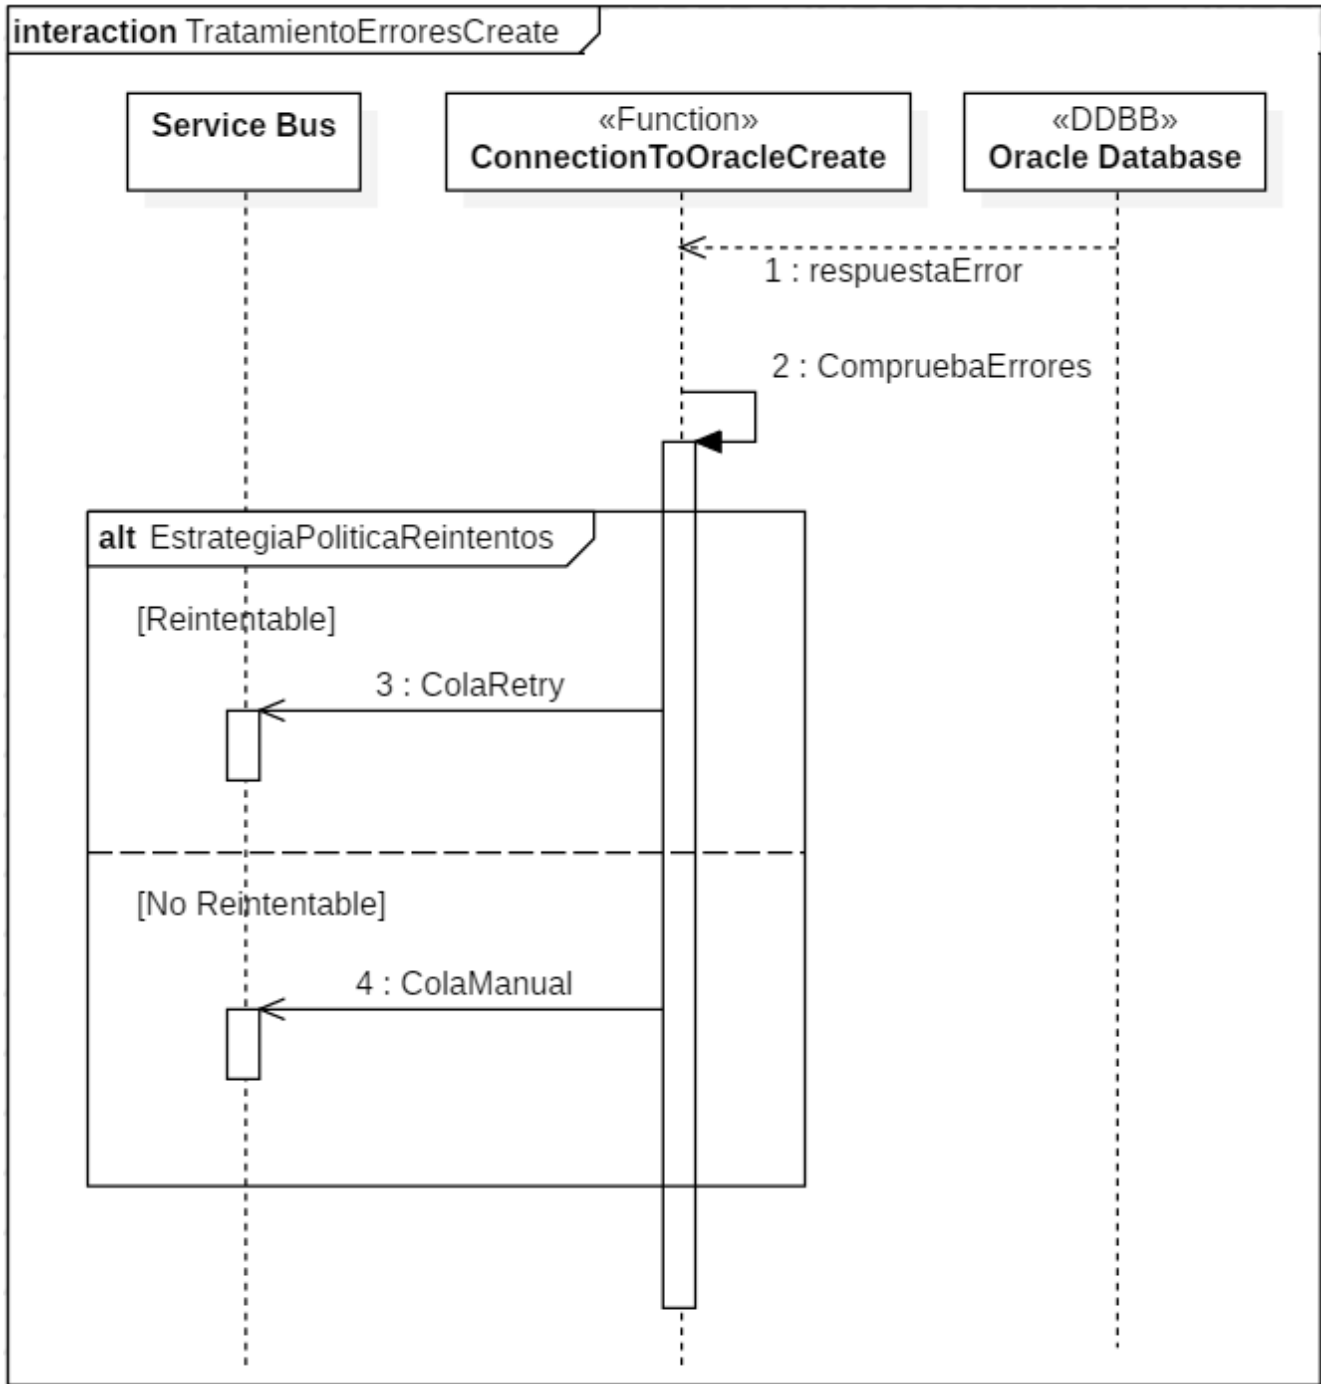 interaction TratamientoErroresCreate
Service Bus
«Function»
ConnectionToOracleCreate
«DDBB»
Oracle Database
1 : respuestaError
2 : CompruebaErrores
alt EstrategiaPoliticaReintentos
[Reintentable]
3 : ColaRetry
[No Reintentable]
4 : ColaManual